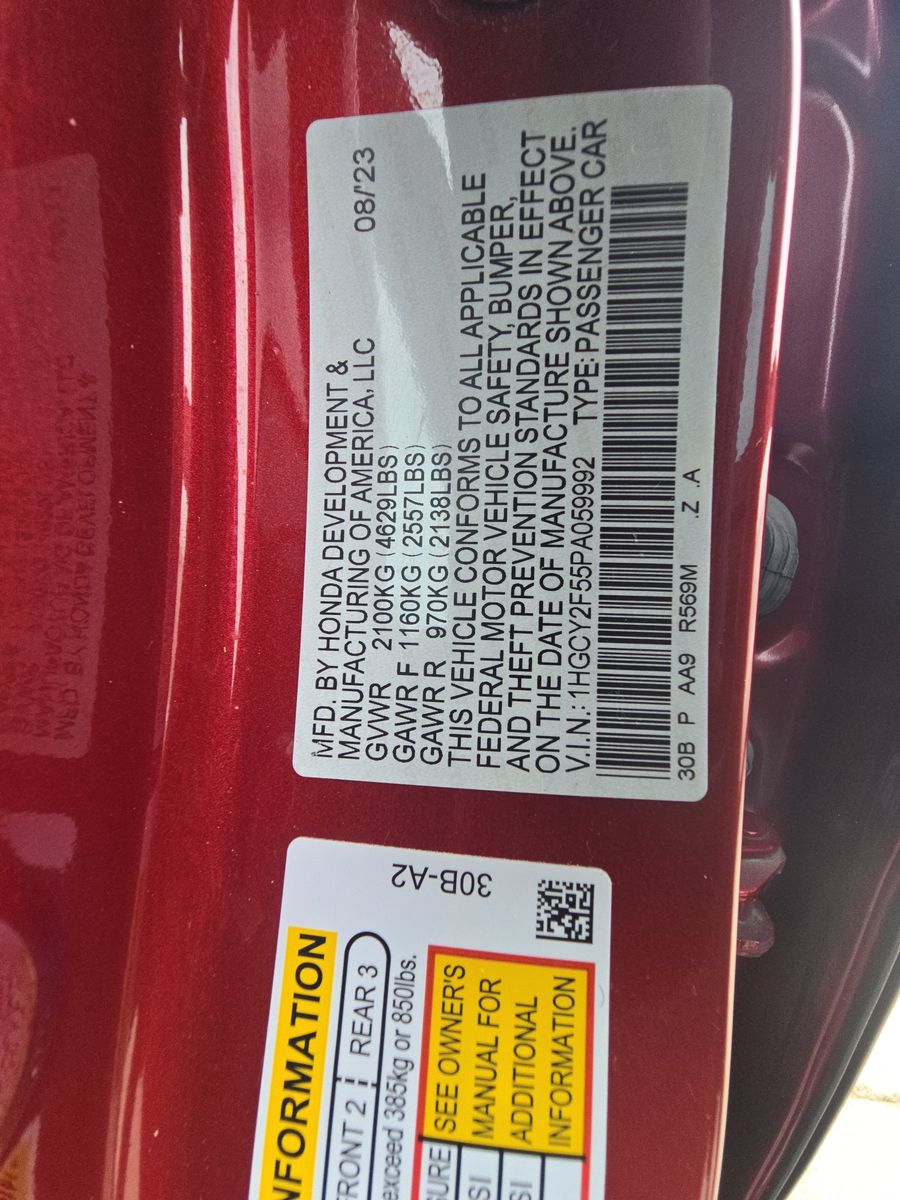 MFD. BY HONDA DEVELOPMENT &
MANUFACTURING OF AMERICA, LLC 08/'23
GVWR 2100KG (4629LBS)
GAWR F 1160KG (2557LBS)
GAWR R 970KG (2138LBS)
THIS VEHICLE CONFORMS TO ALL APPLICABLE
FEDERAL MOTOR VEHICLE SAFETY, BUMPER,
AND THEFT PREVENTION STANDARDS IN EFFECT
ON THE DATE OF MANUFACTURE SHOWN ABOVE.
V.I.N.: 1HGCY2F55PA059992 TYPE: PASSENGER CAR
30B P AA9 R569M .Z A
30B-A2
NFORMATION
FRONT 2 REAR 3
exceed 385kg or 850lbs.
SEE OWNER'S
MANUAL FOR
ADDITIONAL
INFORMATION